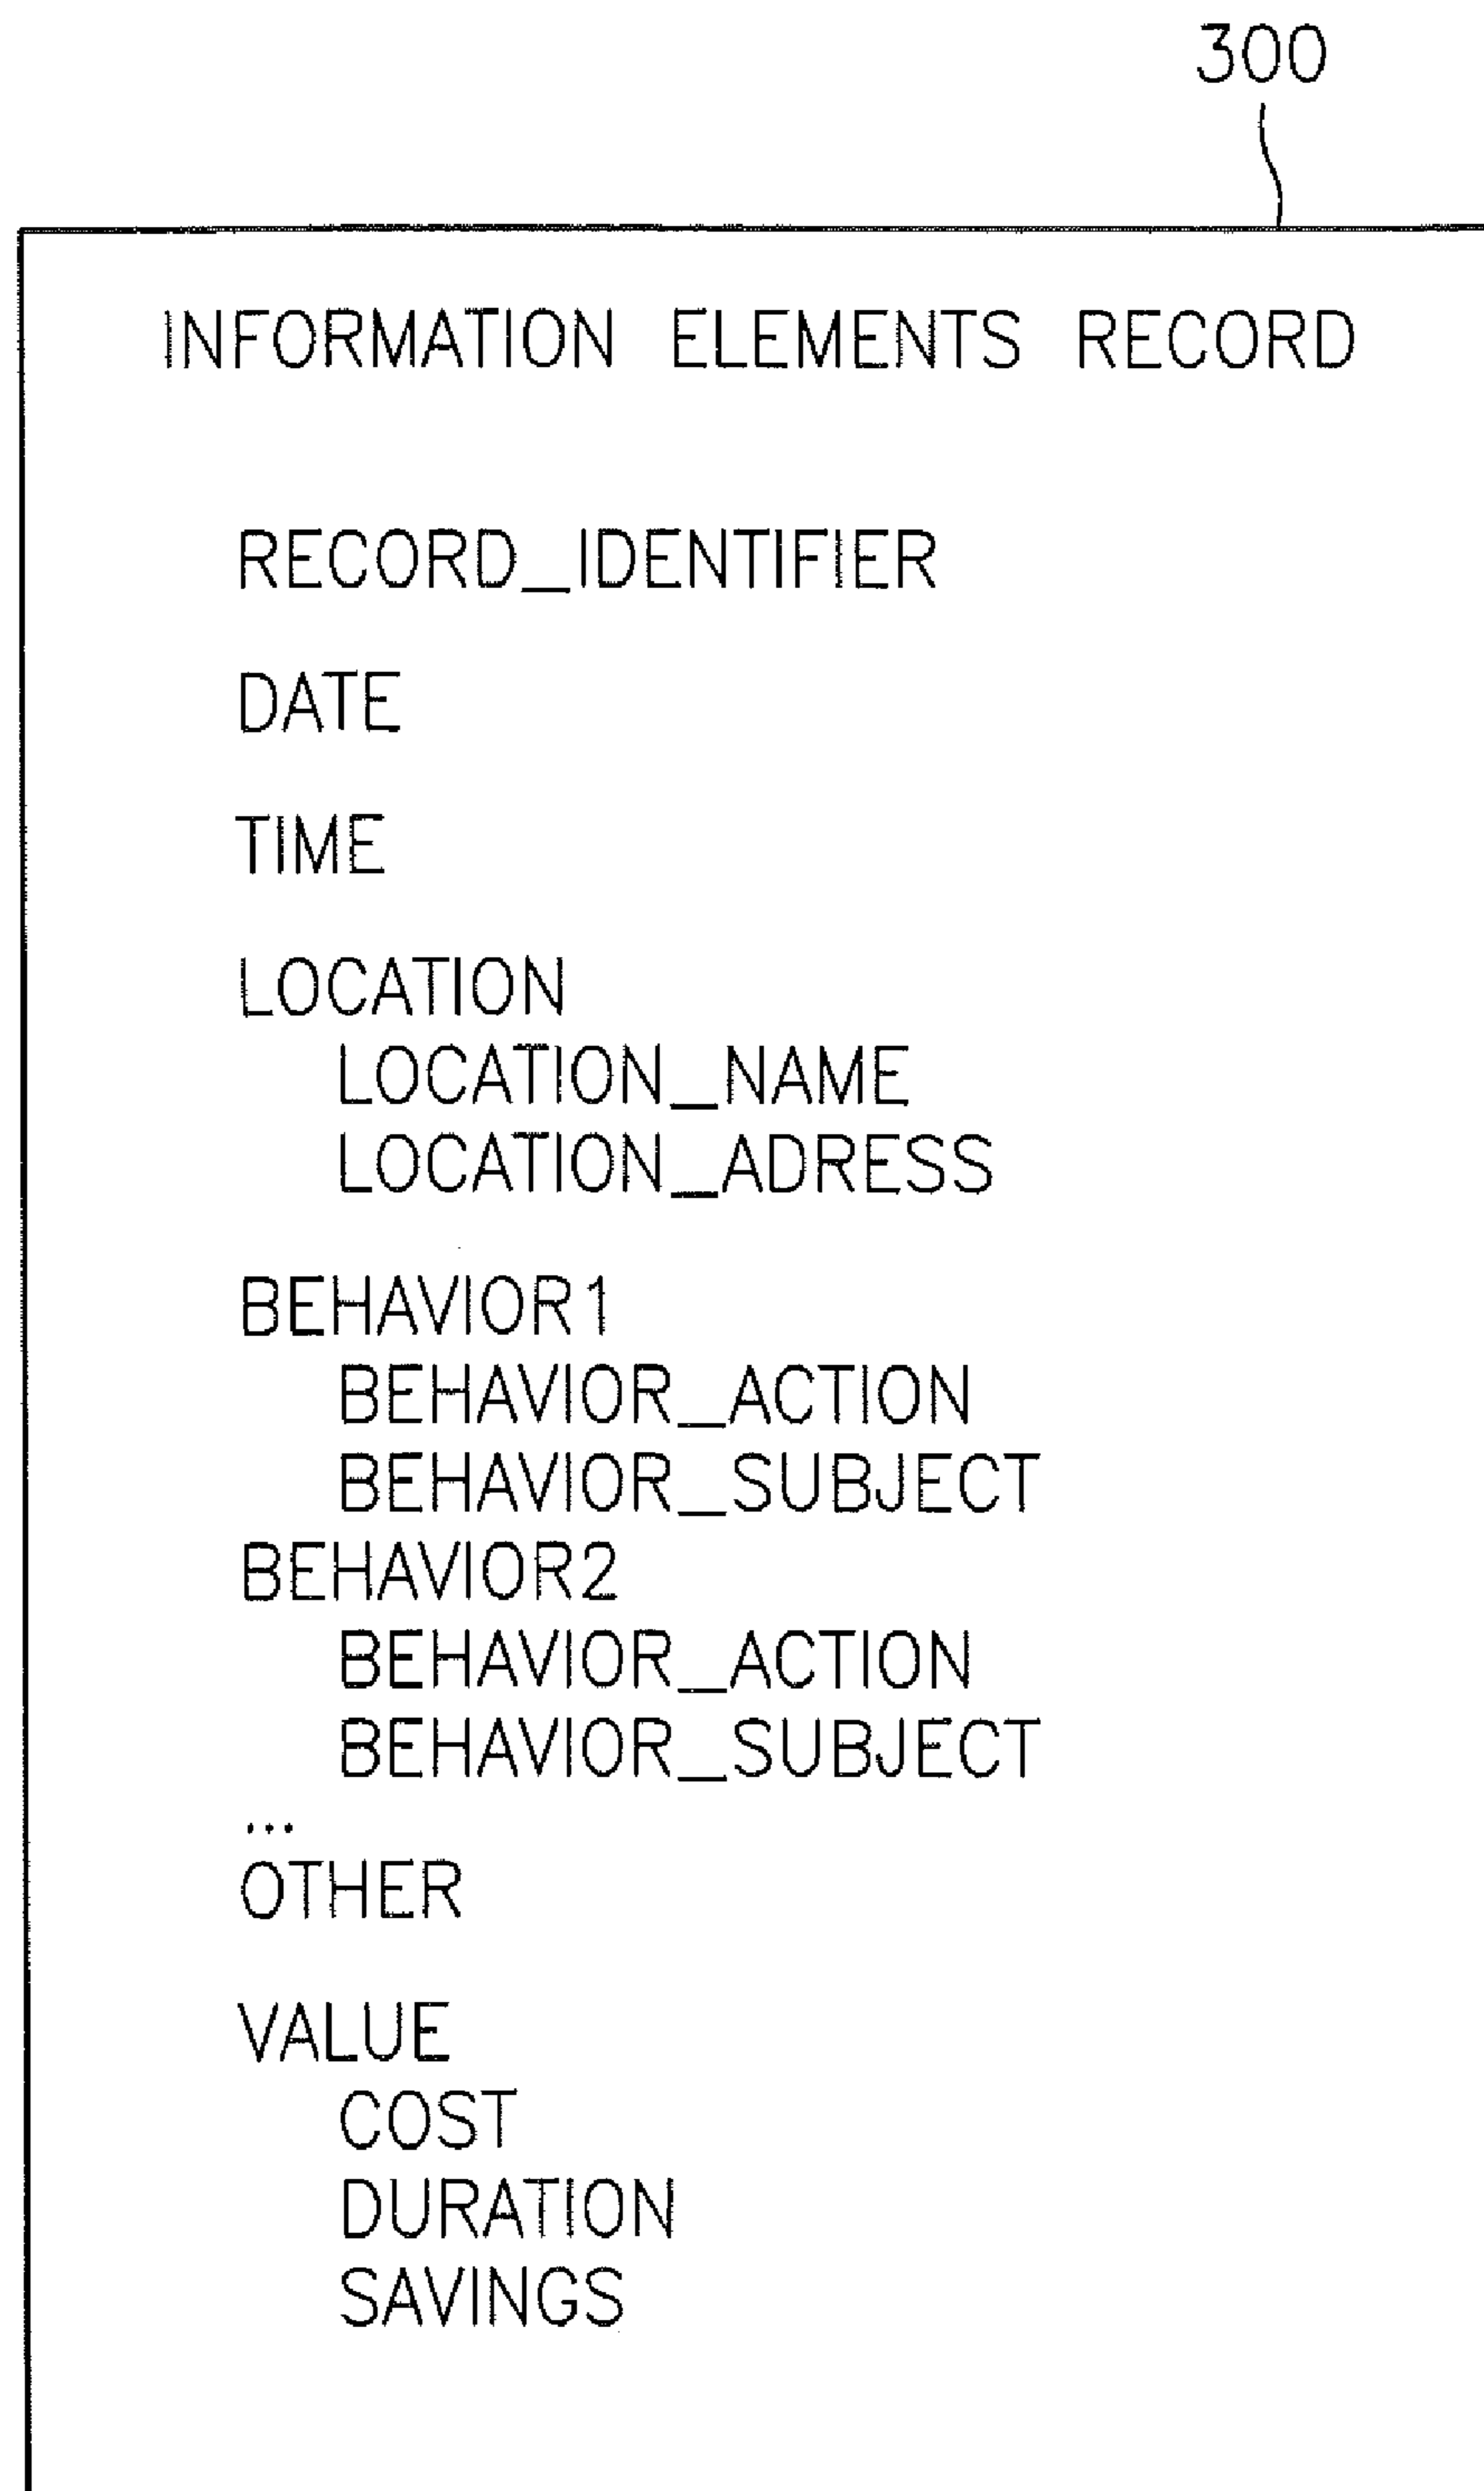 300
INFORMATION ELEMENTS RECORD
RECORD_IDENTIFIER
DATE
TIME
LOCATION
LOCATION_NAME
LOCATION_ADRESS
BEHAVIOR1
BEHAVIOR_ACTION
BEHAVIOR_SUBJECT
BEHAVIOR2
BEHAVIOR_ACTION
BEHAVIOR_SUBJECT
...
OTHER
VALUE
COST
DURATION
SAVINGS